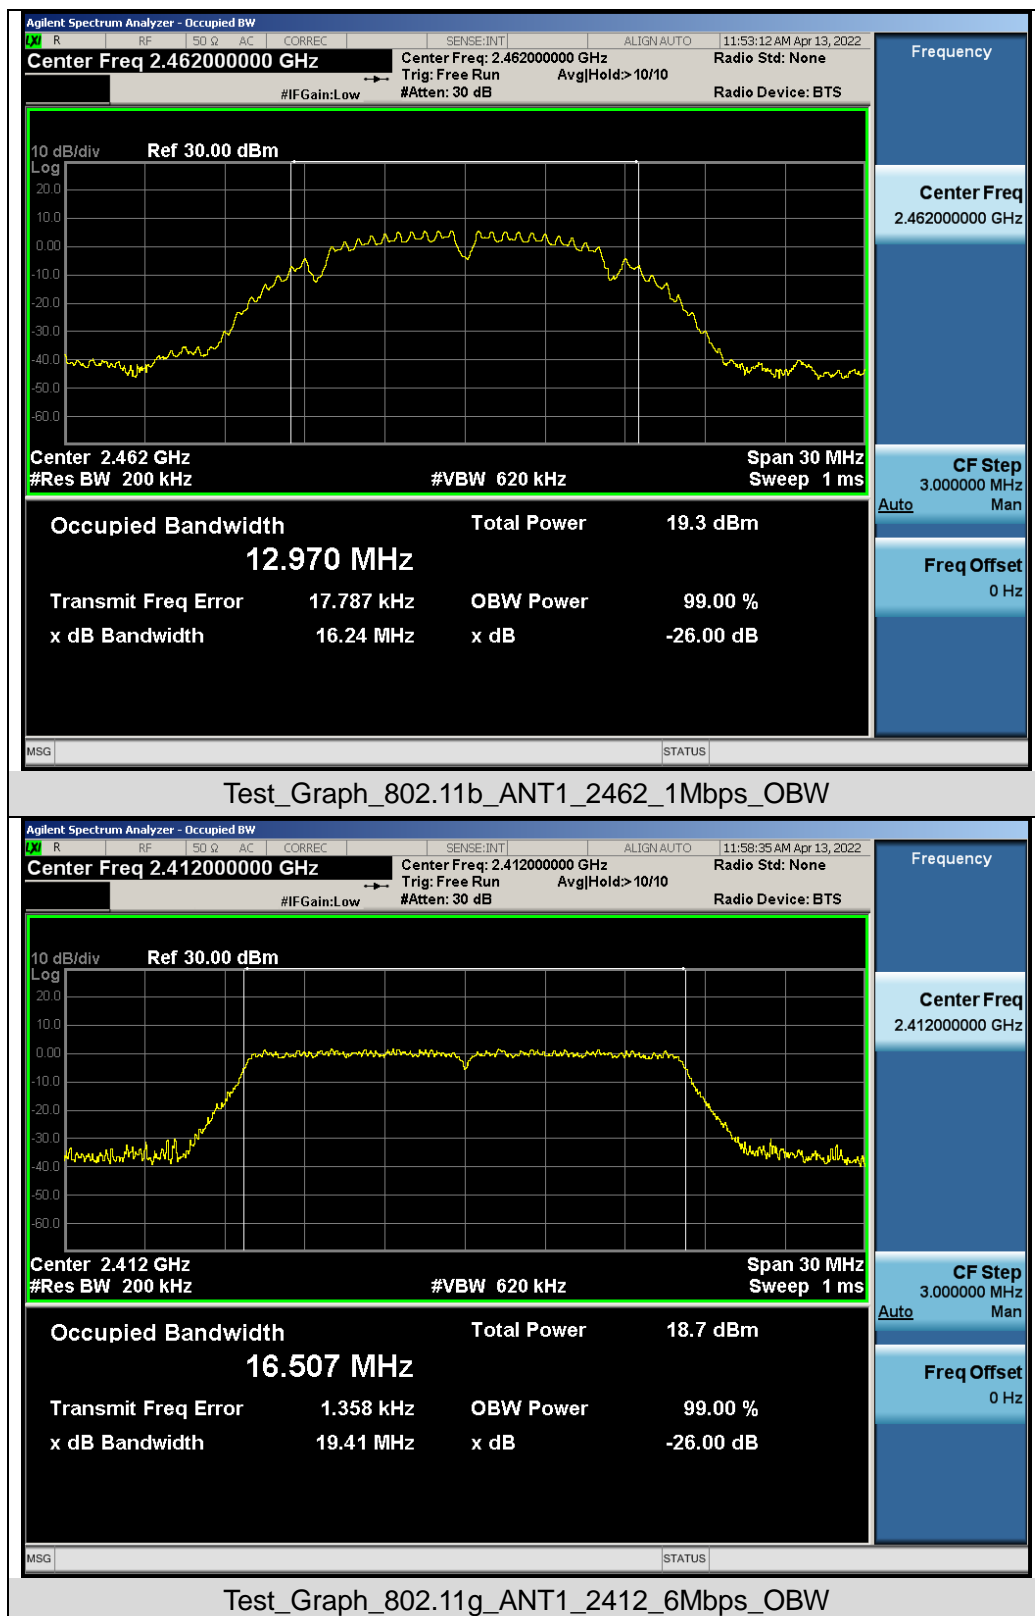 Agilent Spectrum Analyzer - Occupied BW
LXI R RF 50 Ω AC CORREC SENSE:INT ALIGN AUTO 11:53:12 AM Apr 13, 2022
Center Freq 2.462000000 GHz
Center Freq: 2.462000000 GHz
Radio Std: None
Trig: Free Run Avg|Hold:> 10/10
#IFGain:Low #Atten: 30 dB Radio Device: BTS
Frequency
10 dB/div Ref 30.00 dBm
Log
20.0
10.0
0.00
-10.0
-20.0
-30.0
-40.0
-50.0
-60.0
Center 2.462 GHz Span 30 MHz
#Res BW 200 kHz #VBW 620 kHz Sweep 1 ms
Center Freq
2.462000000 GHz
CF Step
3.000000 MHz
Auto Man
Freq Offset
0 Hz
Occupied Bandwidth Total Power 19.3 dBm
12.970 MHz
Transmit Freq Error 17.787 kHz OBW Power 99.00 %
x dB Bandwidth 16.24 MHz x dB -26.00 dB
MSG STATUS
Test_Graph_802.11b_ANT1_2462_1Mbps_OBW
Agilent Spectrum Analyzer - Occupied BW
LXI R RF 50 Ω AC CORREC SENSE:INT ALIGN AUTO 11:58:35 AM Apr 13, 2022
Center Freq 2.412000000 GHz
Center Freq: 2.412000000 GHz
Radio Std: None
Trig: Free Run Avg|Hold:> 10/10
#IFGain:Low #Atten: 30 dB Radio Device: BTS
Frequency
10 dB/div Ref 30.00 dBm
Log
20.0
10.0
0.00
-10.0
-20.0
-30.0
-40.0
-50.0
-60.0
Center 2.412 GHz Span 30 MHz
#Res BW 200 kHz #VBW 620 kHz Sweep 1 ms
Center Freq
2.412000000 GHz
CF Step
3.000000 MHz
Auto Man
Freq Offset
0 Hz
Occupied Bandwidth Total Power 18.7 dBm
16.507 MHz
Transmit Freq Error 1.358 kHz OBW Power 99.00 %
x dB Bandwidth 19.41 MHz x dB -26.00 dB
MSG STATUS
Test_Graph_802.11g_ANT1_2412_6Mbps_OBW